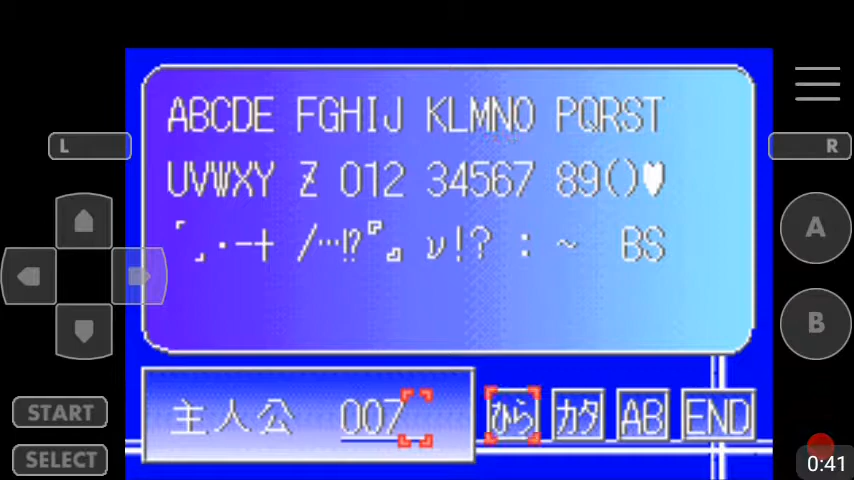 ABCDE FGHIJ KLMNO PQRST
L
R
UVWXY Z 012 34567 89()♥
「」・ー+ /…⁉『』 ν!? : ~ BS
A
B
START
主人公 007
ひら カタ AB END
SELECT
0:41